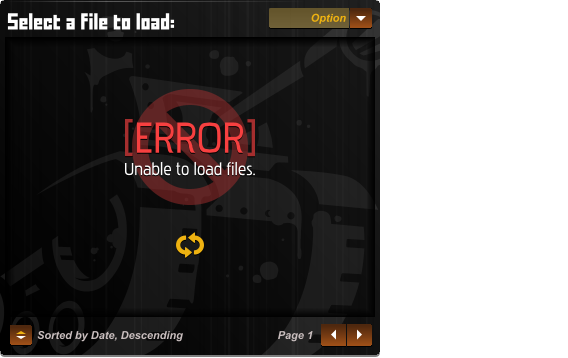 Select a file to load:
Option
[ERROR]
Unable to load files.
Sorted by Date, Descending
Page 1